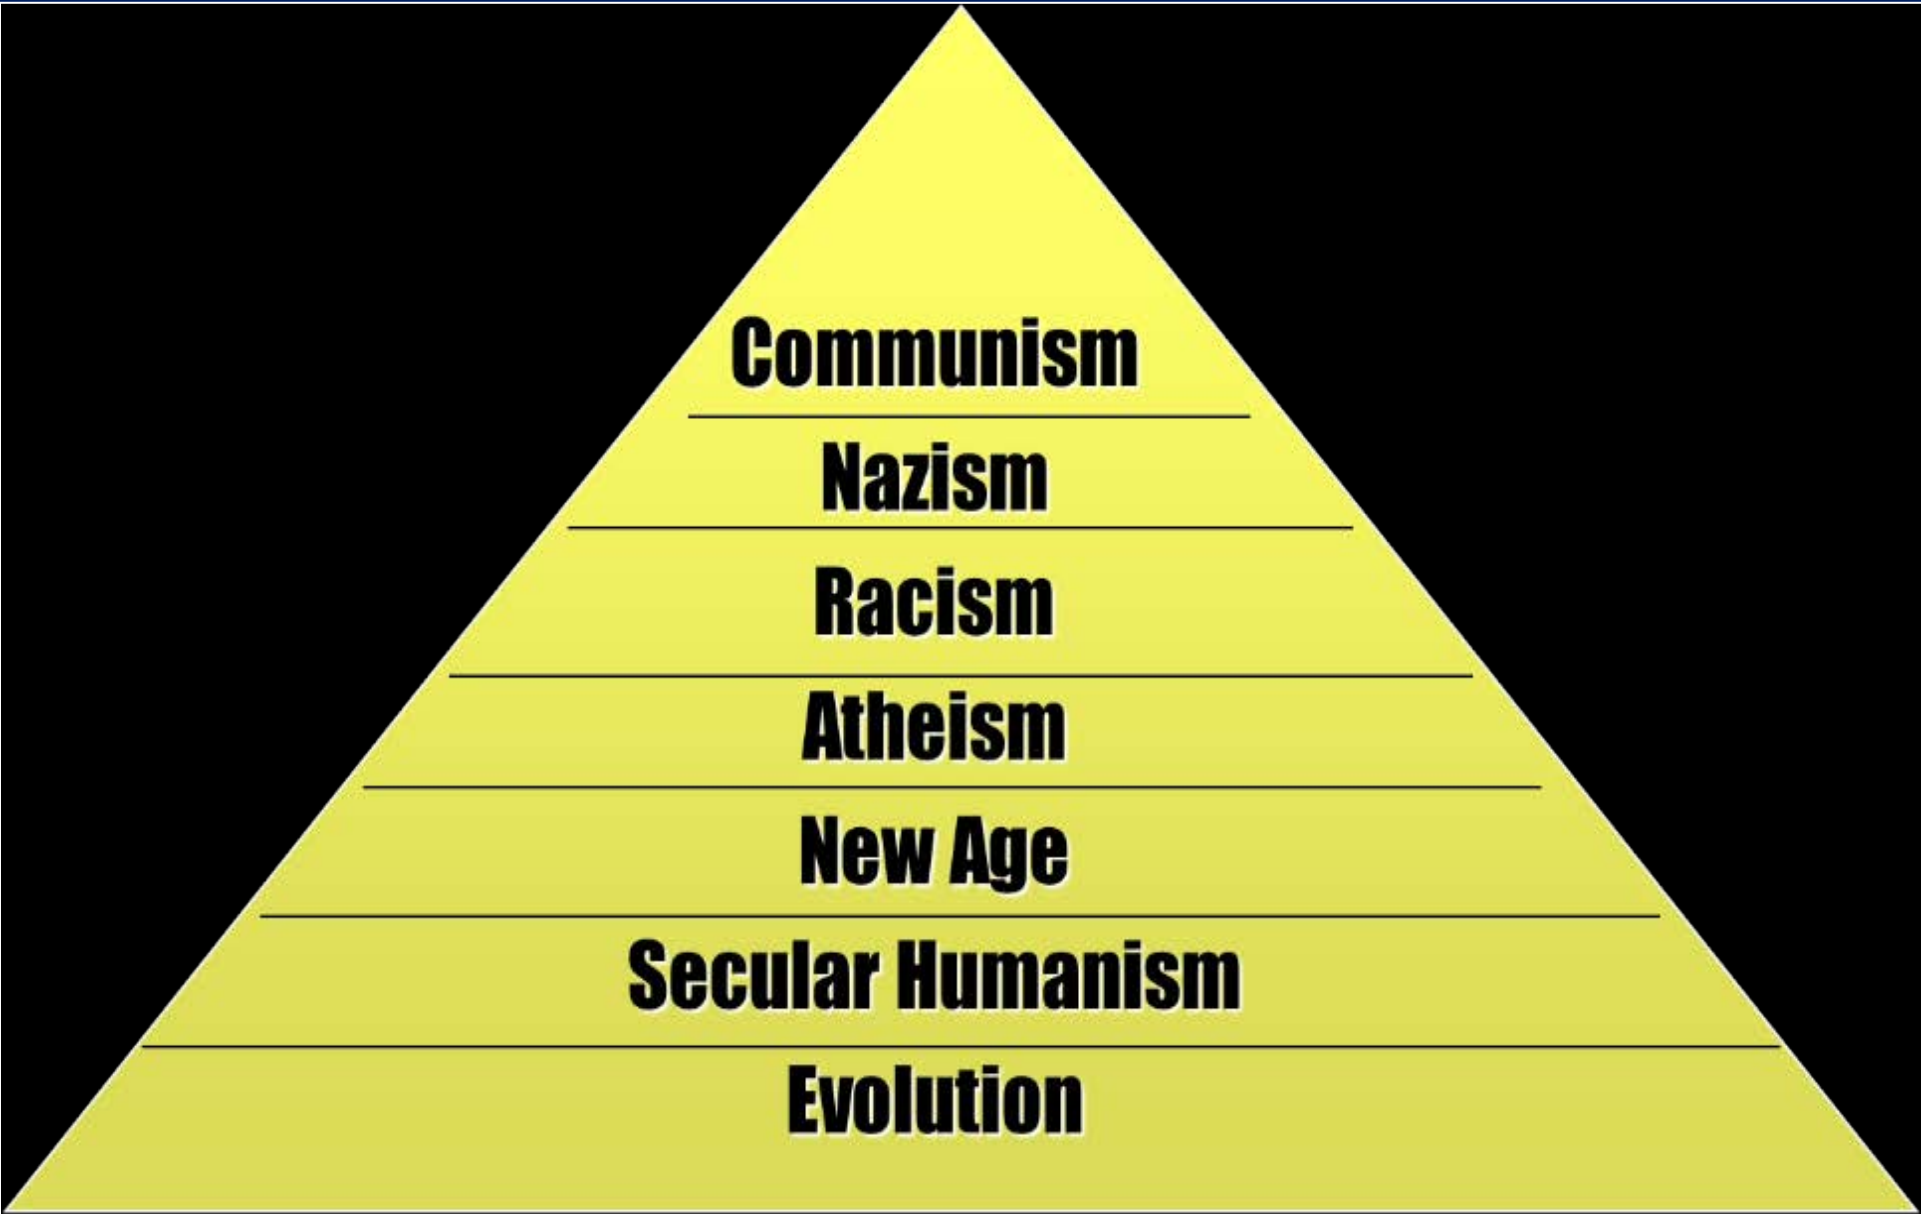 Communism
Nazism
Racism
Atheism
New Age
Secular Humanism
Evolution